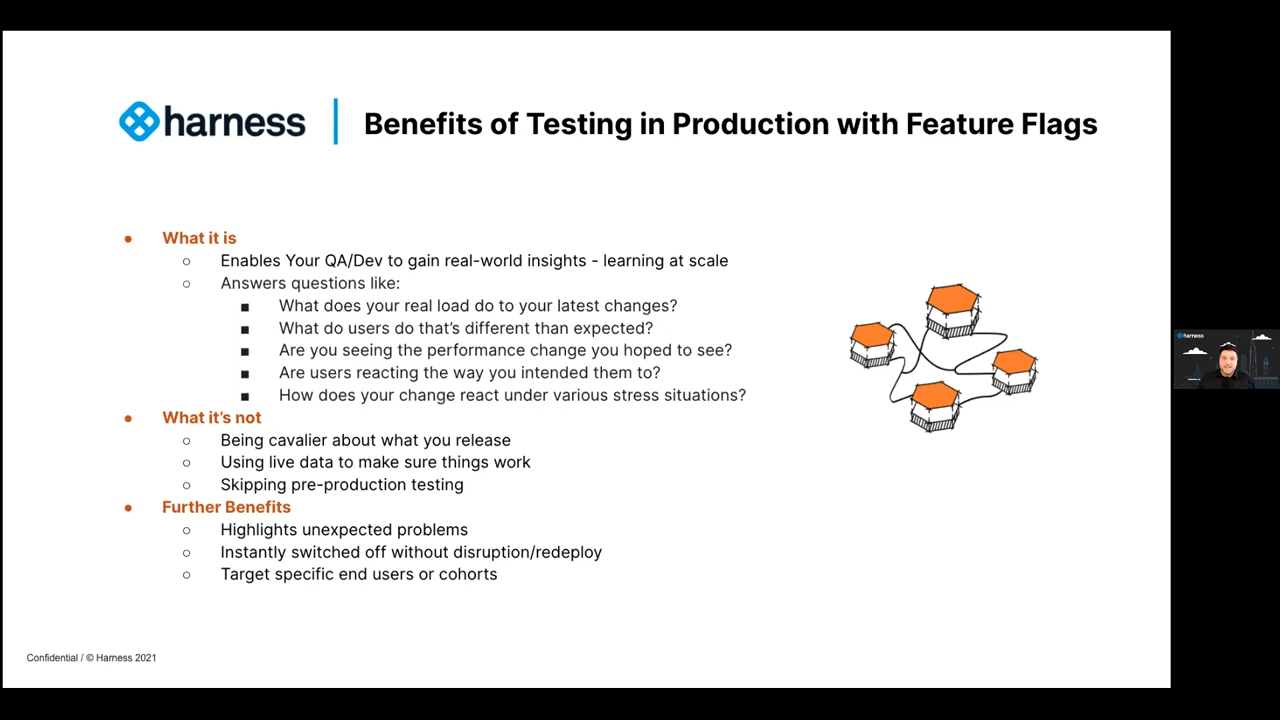 harness
Benefits of Testing in Production with Feature Flags
● What it is
○ Enables Your QA/Dev to gain real-world insights - learning at scale
○ Answers questions like:
■ What does your real load do to your latest changes?
■ What do users do that’s different than expected?
■ Are you seeing the performance change you hoped to see?
■ Are users reacting the way you intended them to?
■ How does your change react under various stress situations?
● What it’s not
○ Being cavalier about what you release
○ Using live data to make sure things work
○ Skipping pre-production testing
● Further Benefits
○ Highlights unexpected problems
○ Instantly switched off without disruption/redeploy
○ Target specific end users or cohorts
Confidential / © Harness 2021
harness